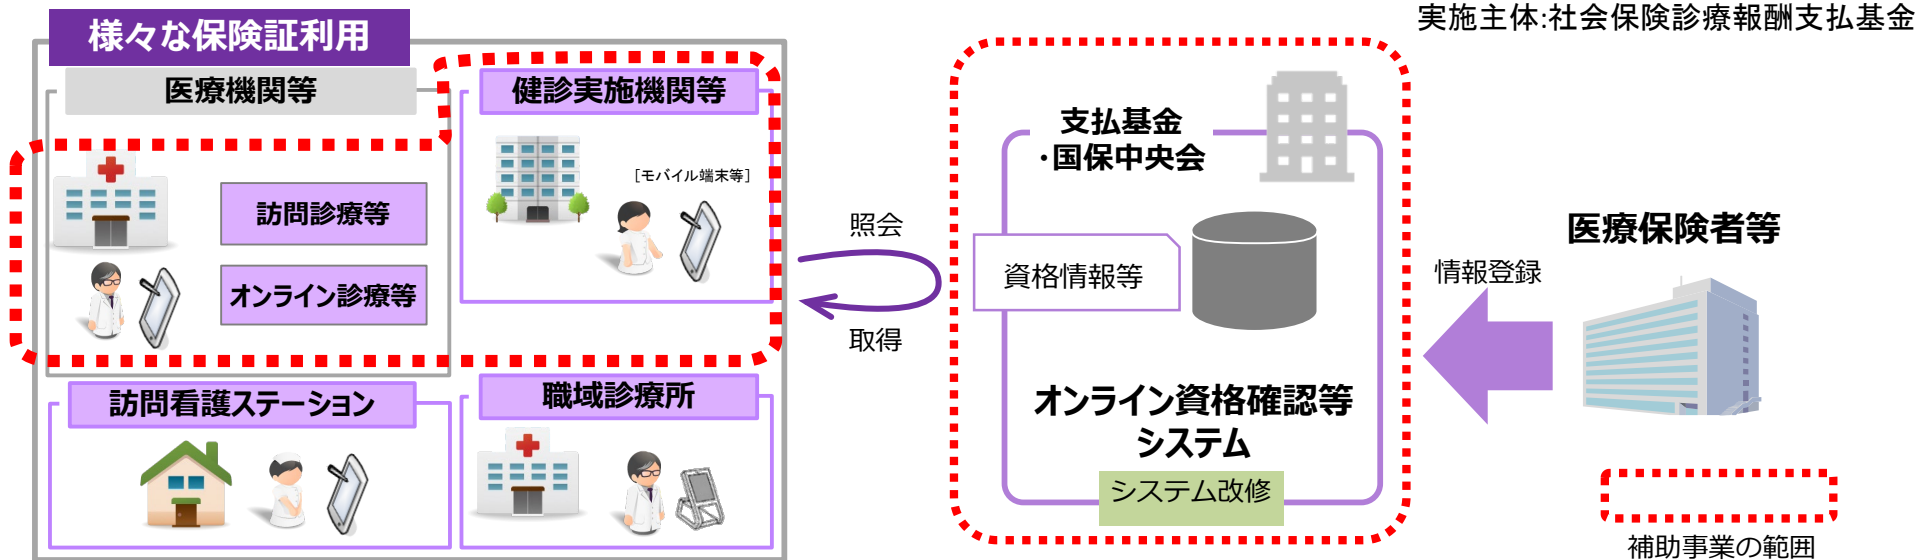 実施主体:社会保険診療報酬支払基金
様々な保険証利用
医療機関等
健診実施機関等
[モバイル端末等]
訪問診療等
オンライン診療等
訪問看護ステーション
職域診療所
照会
取得
支払基金
・国保中央会
資格情報等
オンライン資格確認等
システム
システム改修
医療保険者等
情報登録
補助事業の範囲